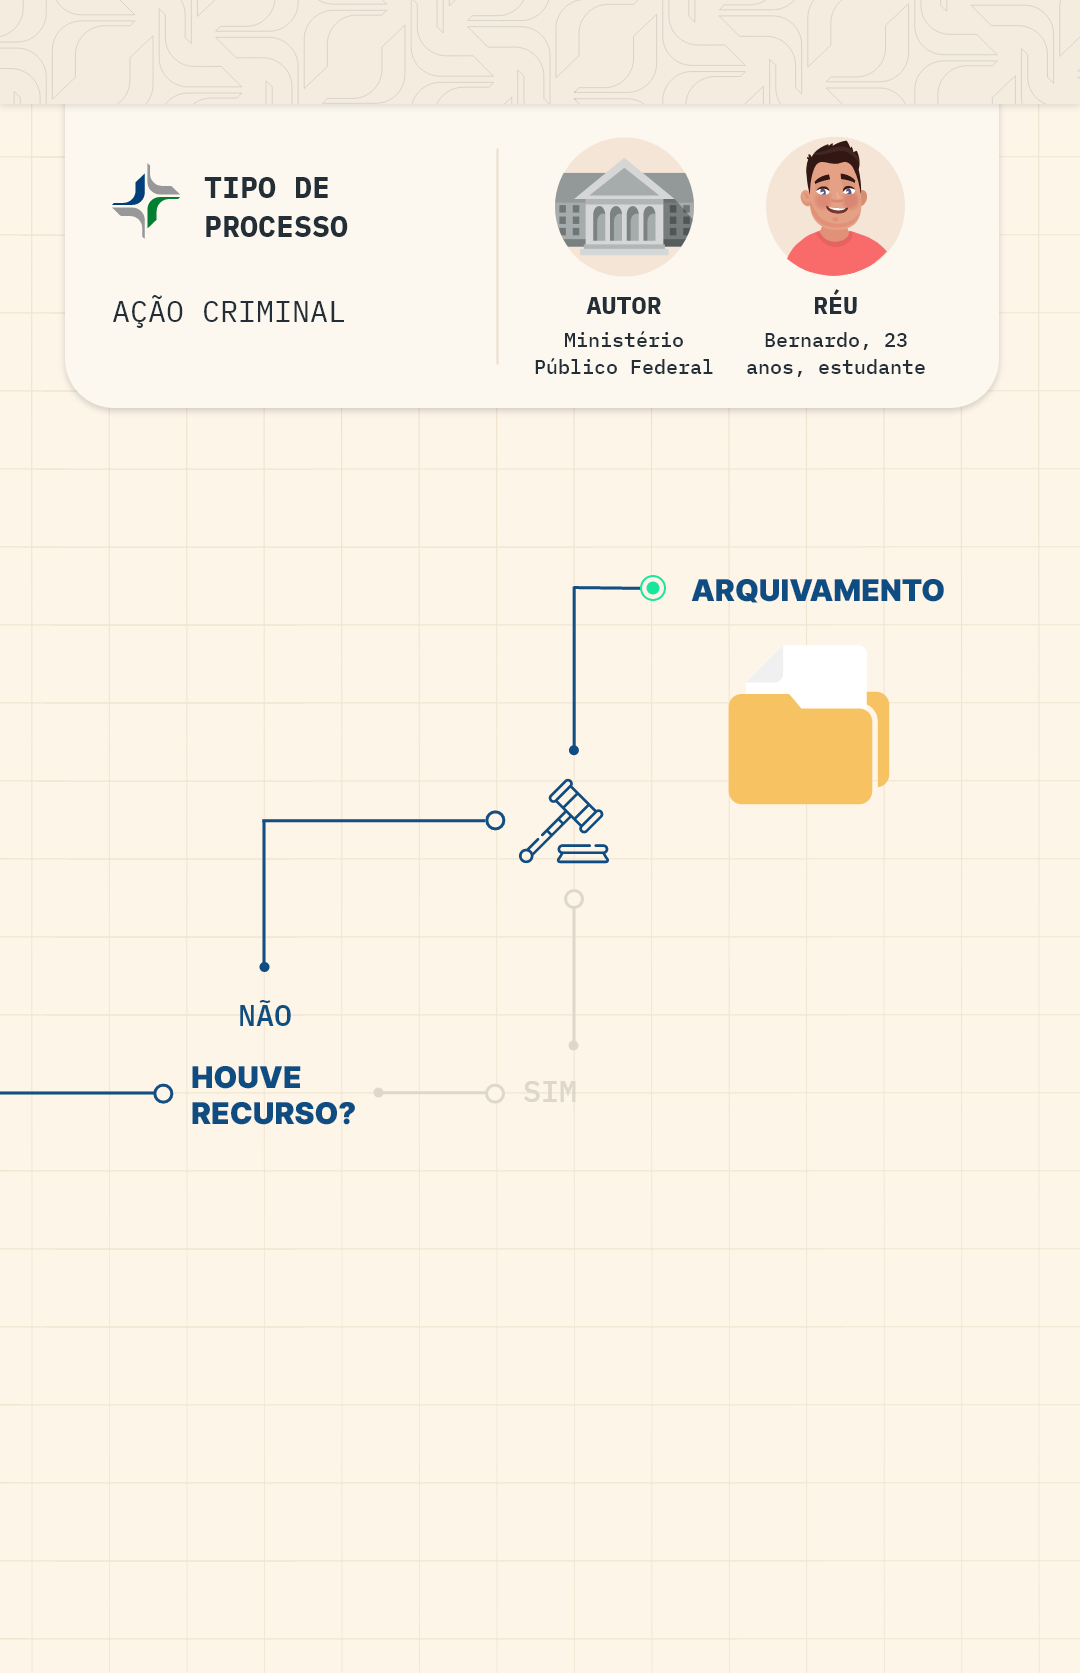 TIPO DE
PROCESSO
AÇÃO CRIMINAL
AUTOR
Ministério
Público Federal
RÉU
Bernardo, 23
anos, estudante
ARQUIVAMENTO
NÃO
HOUVE
RECURSO?
SIM